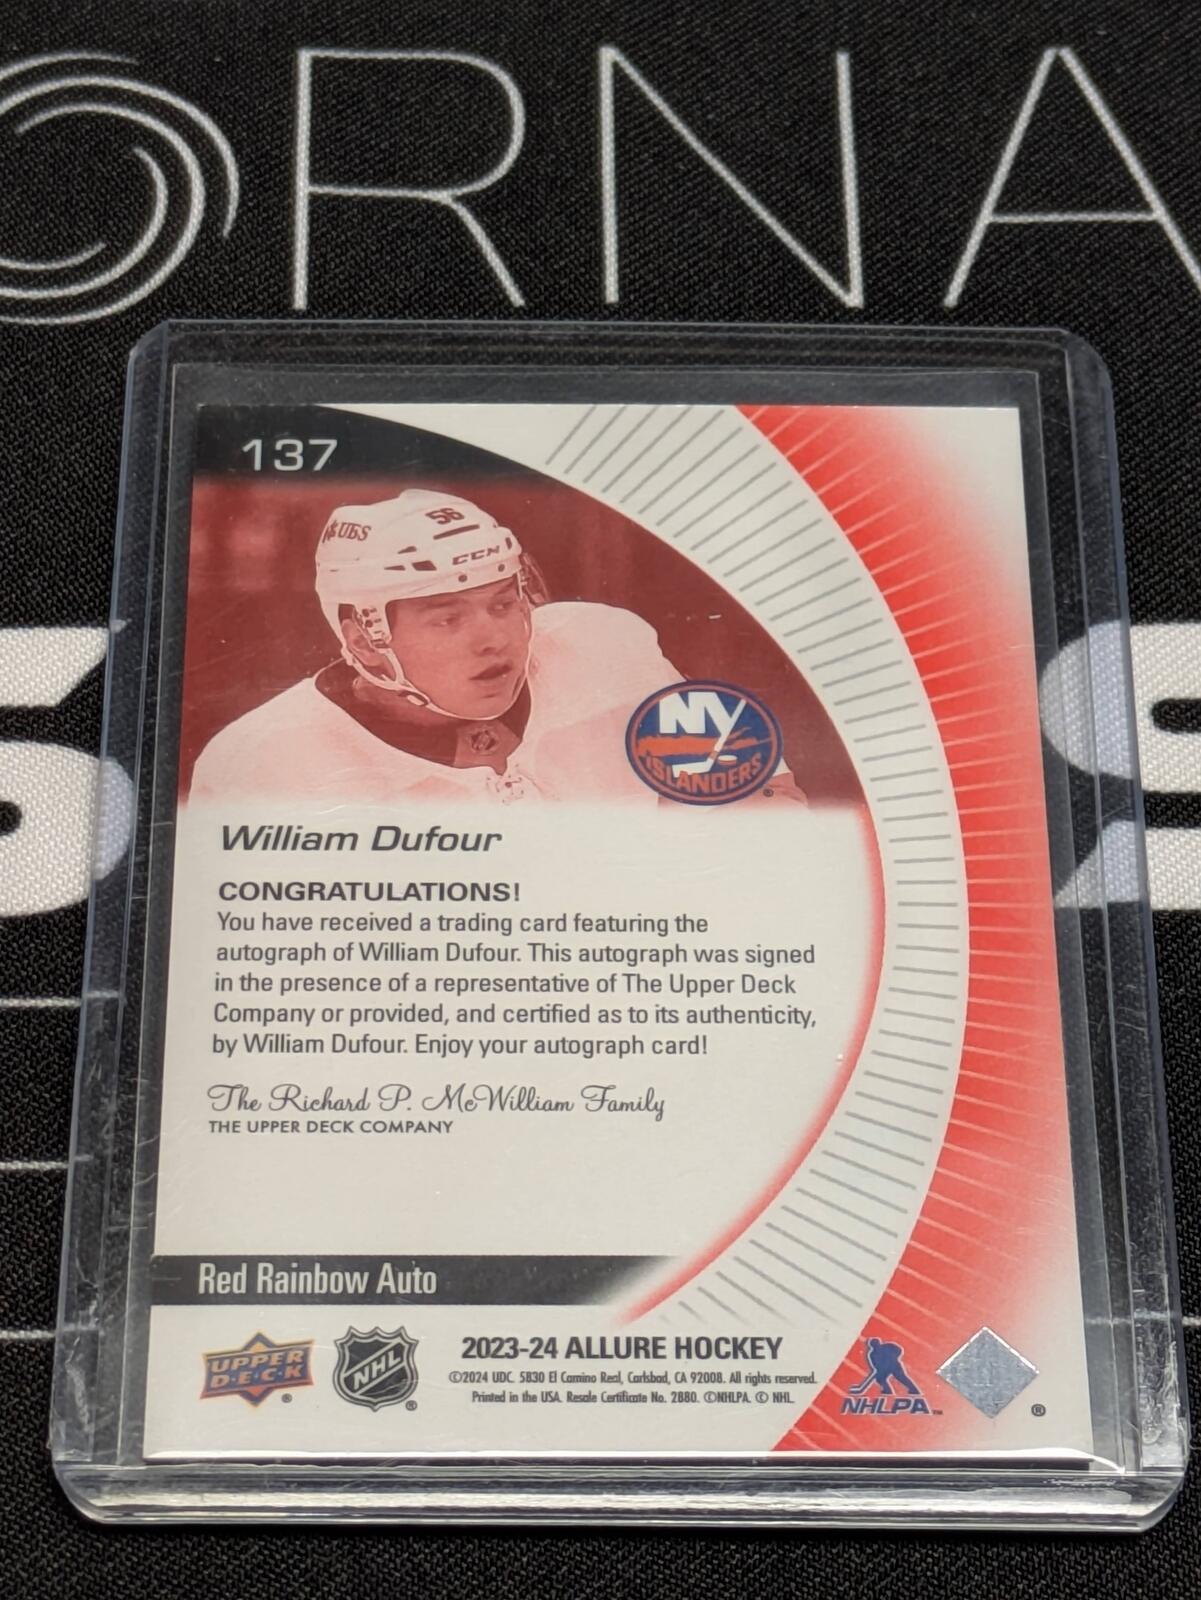 ORNA
S
S
137
UBS
56
CCM
NY
ISLANDERS
®
William Dufour
CONGRATULATIONS!
You have received a trading card featuring the
autograph of William Dufour. This autograph was signed
in the presence of a representative of The Upper Deck
Company or provided, and certified as to its authenticity,
by William Dufour. Enjoy your autograph card!
The Richard P. McWilliam Family
THE UPPER DECK COMPANY
Red Rainbow Auto
UPPER
D·E·C·K
®
NHL
®
2023-24 ALLURE HOCKEY
©2024 UDC. 5830 El Camino Real, Carlsbad, CA 92008. All rights reserved.
Printed in the USA. Resale Certificate No. 2880. ©NHLPA. © NHL.
NHLPA™
®